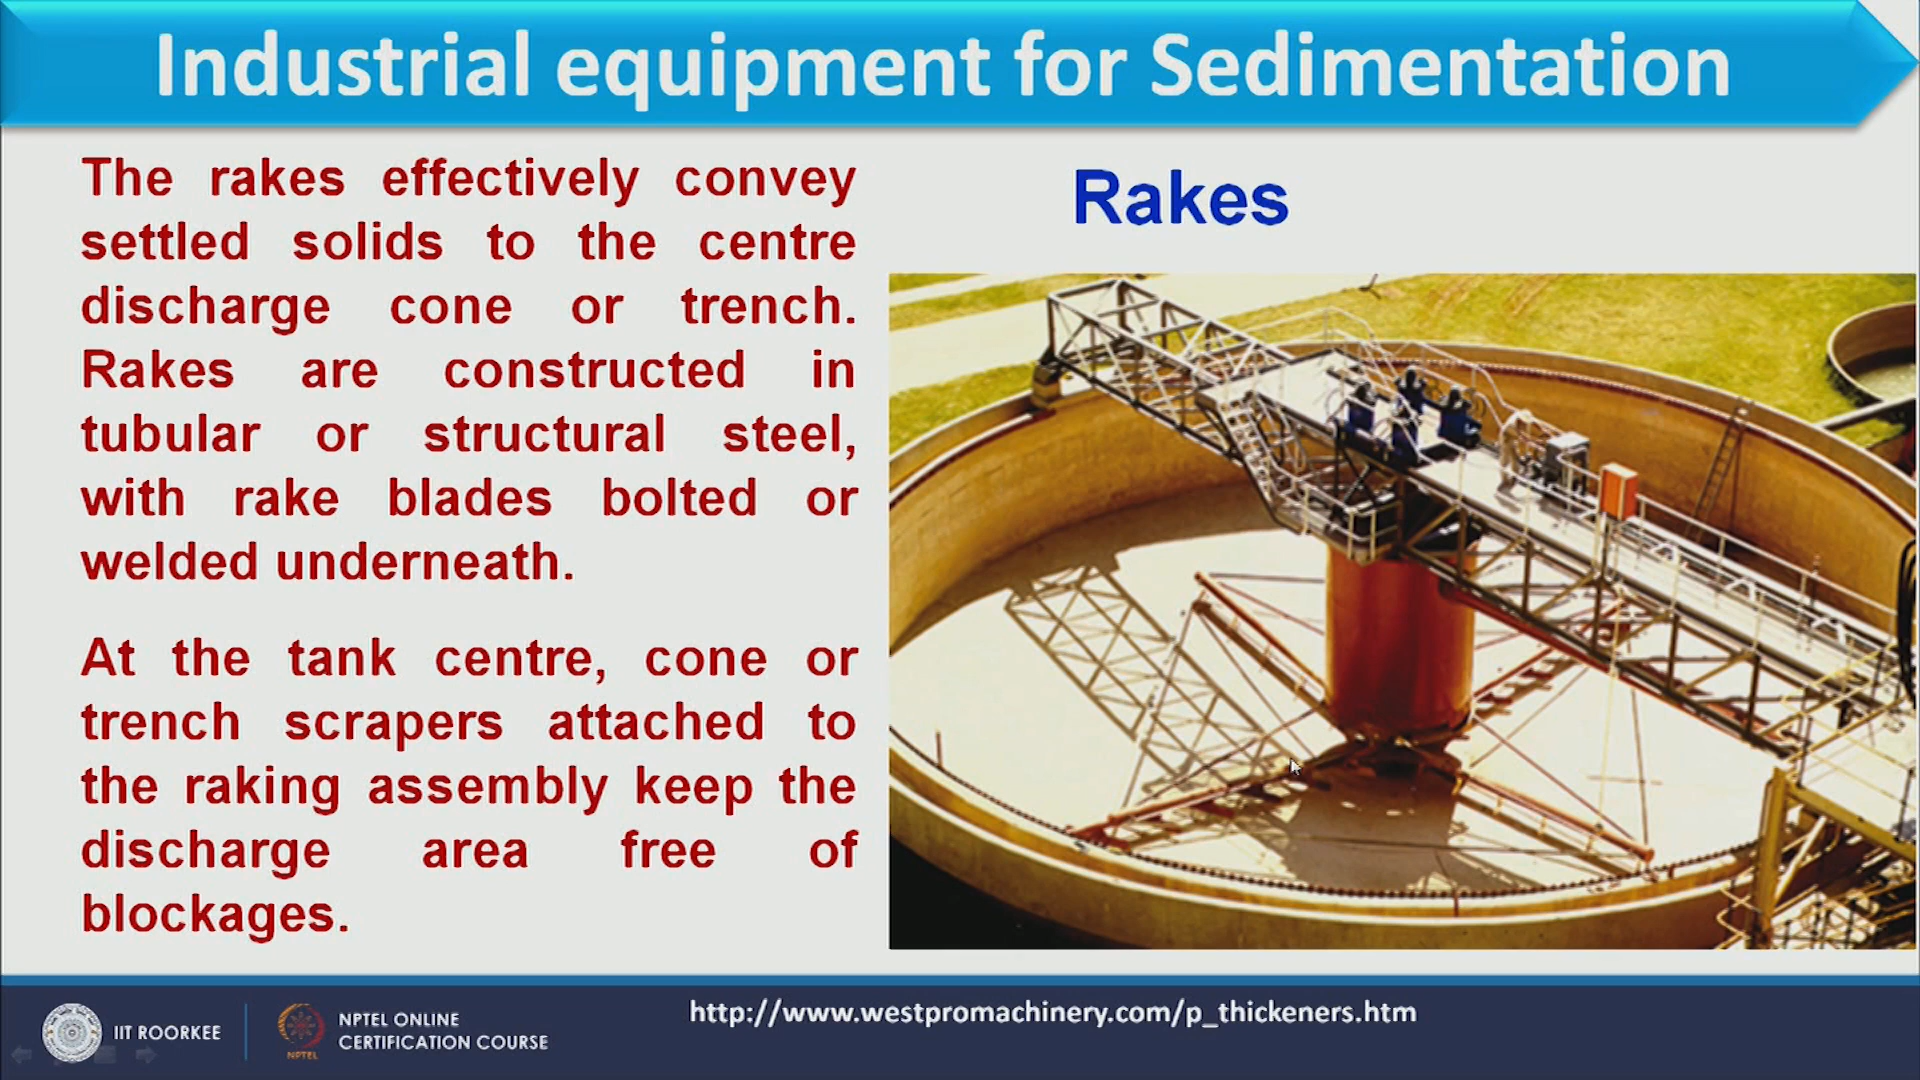 Industrial equipment for Sedimentation
The rakes effectively convey
settled solids to the centre
discharge cone or trench.
Rakes are constructed in
tubular or structural steel,
with rake blades bolted or
welded underneath.
At the tank centre, cone or
trench scrapers attached to
the raking assembly keep the
discharge area free of
blockages.
Rakes
IIT ROORKEE
NPTEL
NPTEL ONLINE
CERTIFICATION COURSE
http://www.westpromachinery.com/p_thickeners.htm